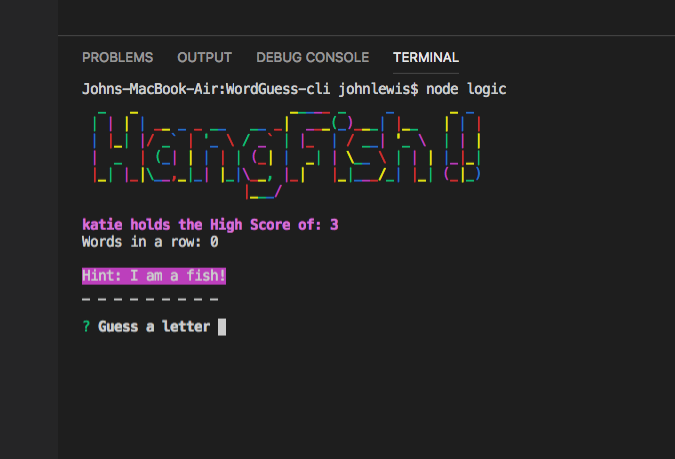 PROBLEMS OUTPUT DEBUG CONSOLE TERMINAL
Johns-MacBook-Air:WordGuess-cli johnlewis$ node logic
HangFish!!
katie holds the High Score of: 3
Words in a row: 0
Hint: I am a fish!
_ _ _ _ _ _ _ _ _
? Guess a letter